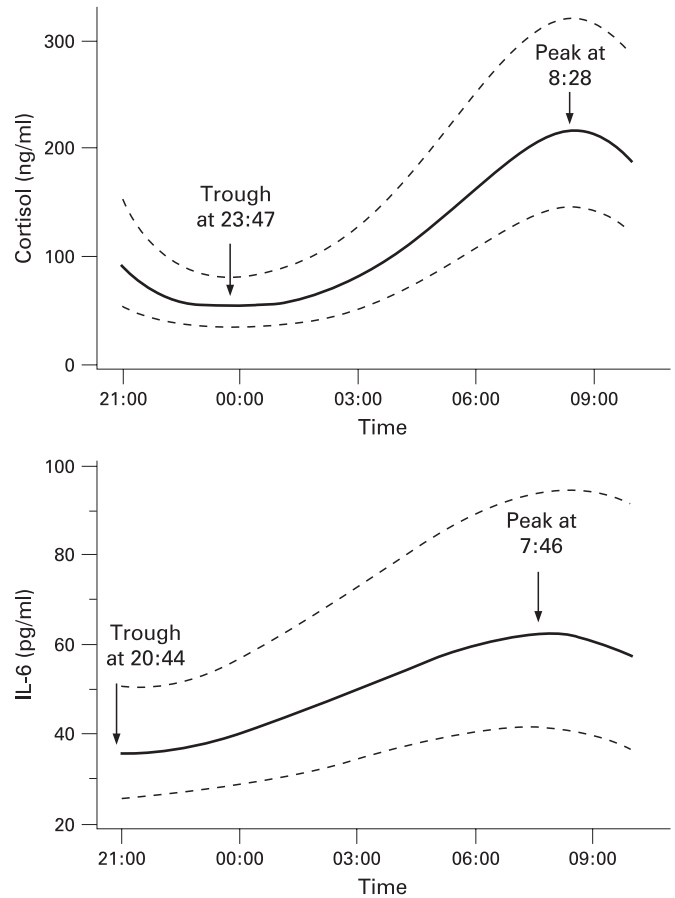 300
200
100
0
Cortisol (ng/ml)
Peak at
8:28
Trough
at 23:47
21:00 00:00 03:00 06:00 09:00
Time
100
80
60
40
20
IL-6 (pg/ml)
Peak at
7:46
Trough
at 20:44
21:00 00:00 03:00 06:00 09:00
Time